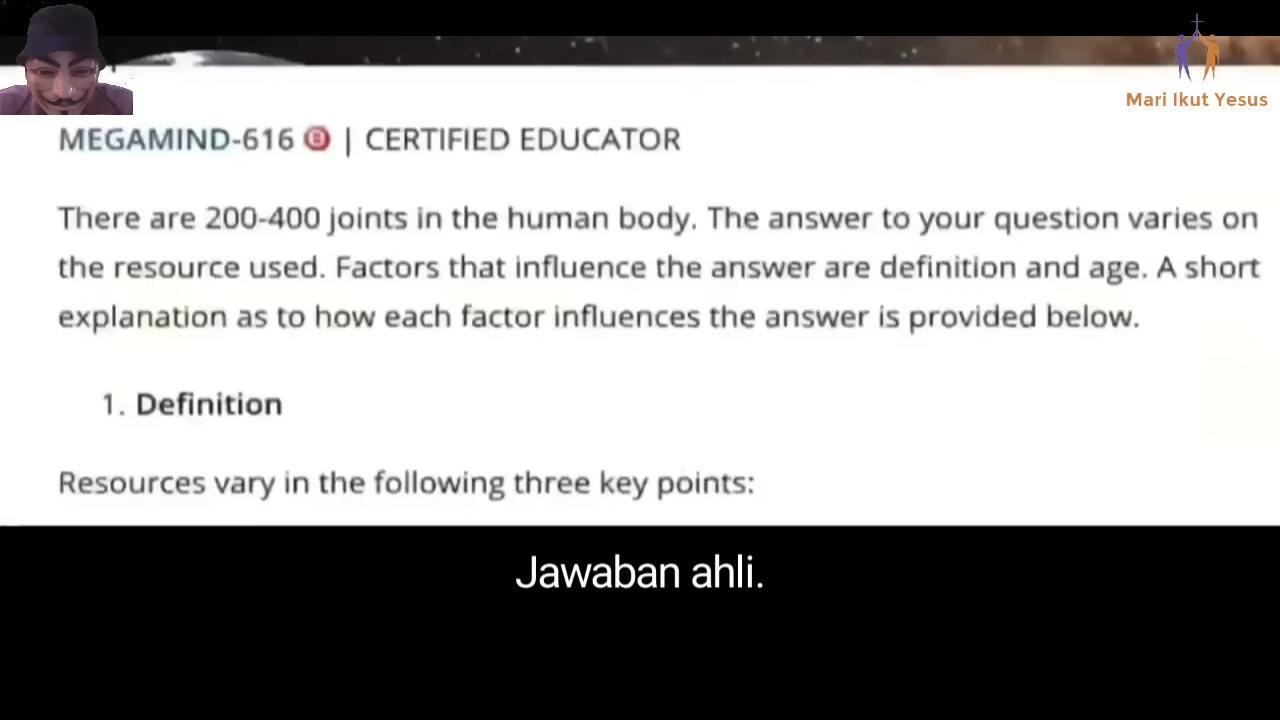 Mari Ikut Yesus
MEGAMIND-616 | CERTIFIED EDUCATOR
There are 200-400 joints in the human body. The answer to your question varies on
the resource used. Factors that influence the answer are definition and age. A short
explanation as to how each factor influences the answer is provided below.
1. Definition
Resources vary in the following three key points:
Jawaban ahli.